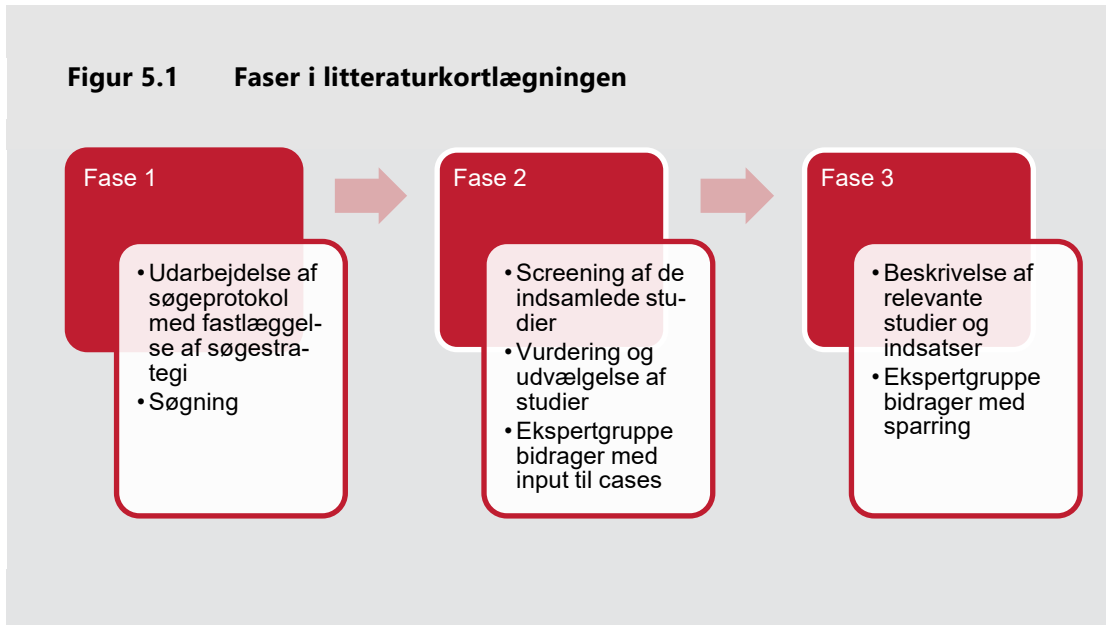 Figur 5.1 Faser i litteraturkortlægningen
Fase 1
• Udarbejdelse af
søgeprotokol
med fastlæggel-
se af søgestra-
tegi
• Søgning
Fase 2
• Screening af de
indsamlede stu-
dier
• Vurdering og
udvælgelse af
studier
• Ekspertgruppe
bidrager med
input til cases
Fase 3
• Beskrivelse af
relevante
studier og
indsatser
• Ekspertgruppe
bidrager med
sparring